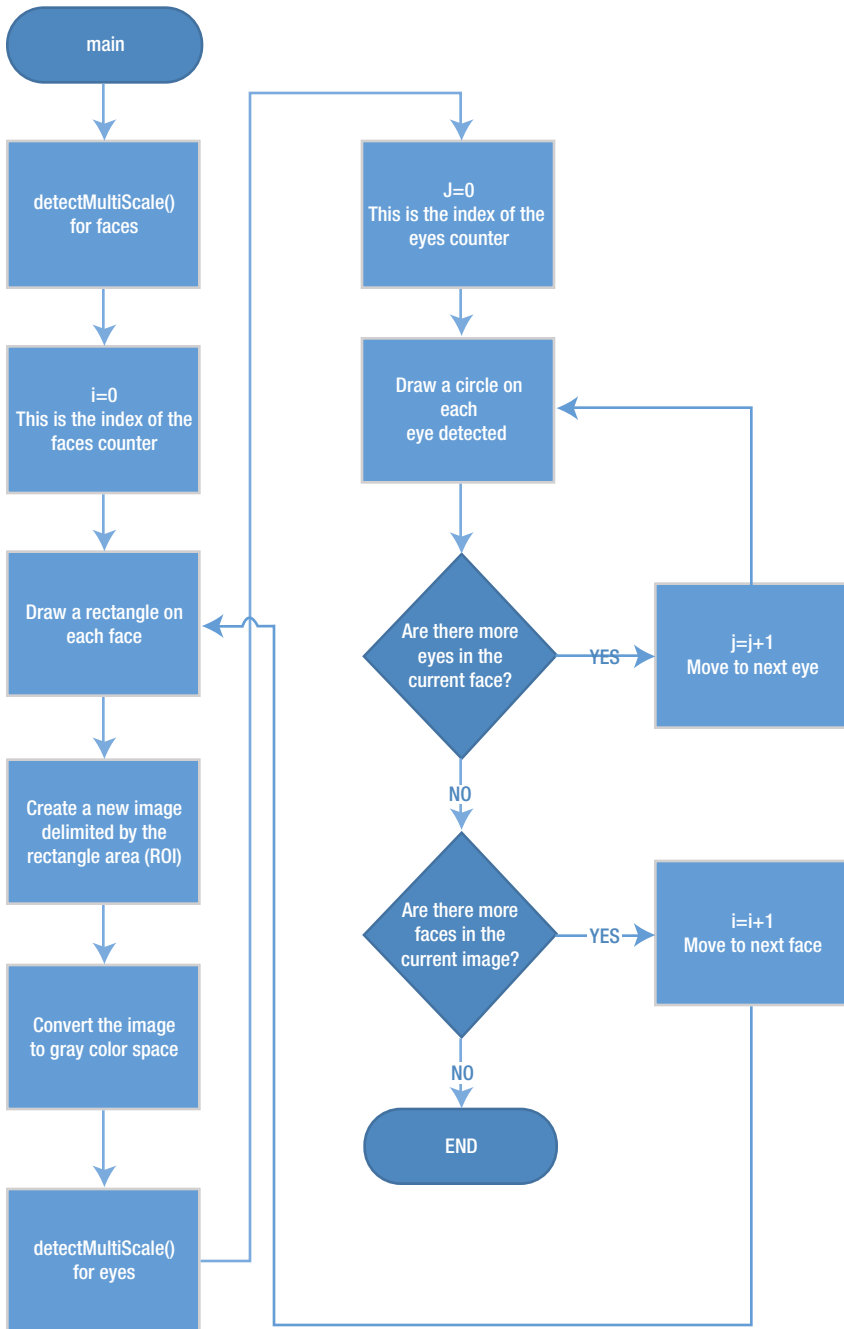 main
detectMultiScale()
for faces
i=0
This is the index of the
faces counter
Draw a rectangle on
each face
Create a new image
delimited by the
rectangle area (ROI)
Convert the image
to gray color space
detectMultiScale()
for eyes
J=0
This is the index of the
eyes counter
Draw a circle on
each
eye detected
Are there more
eyes in the
current face?
YES
j=j+1
Move to next eye
NO
Are there more
faces in the
current image?
YES
i=i+1
Move to next face
NO
END